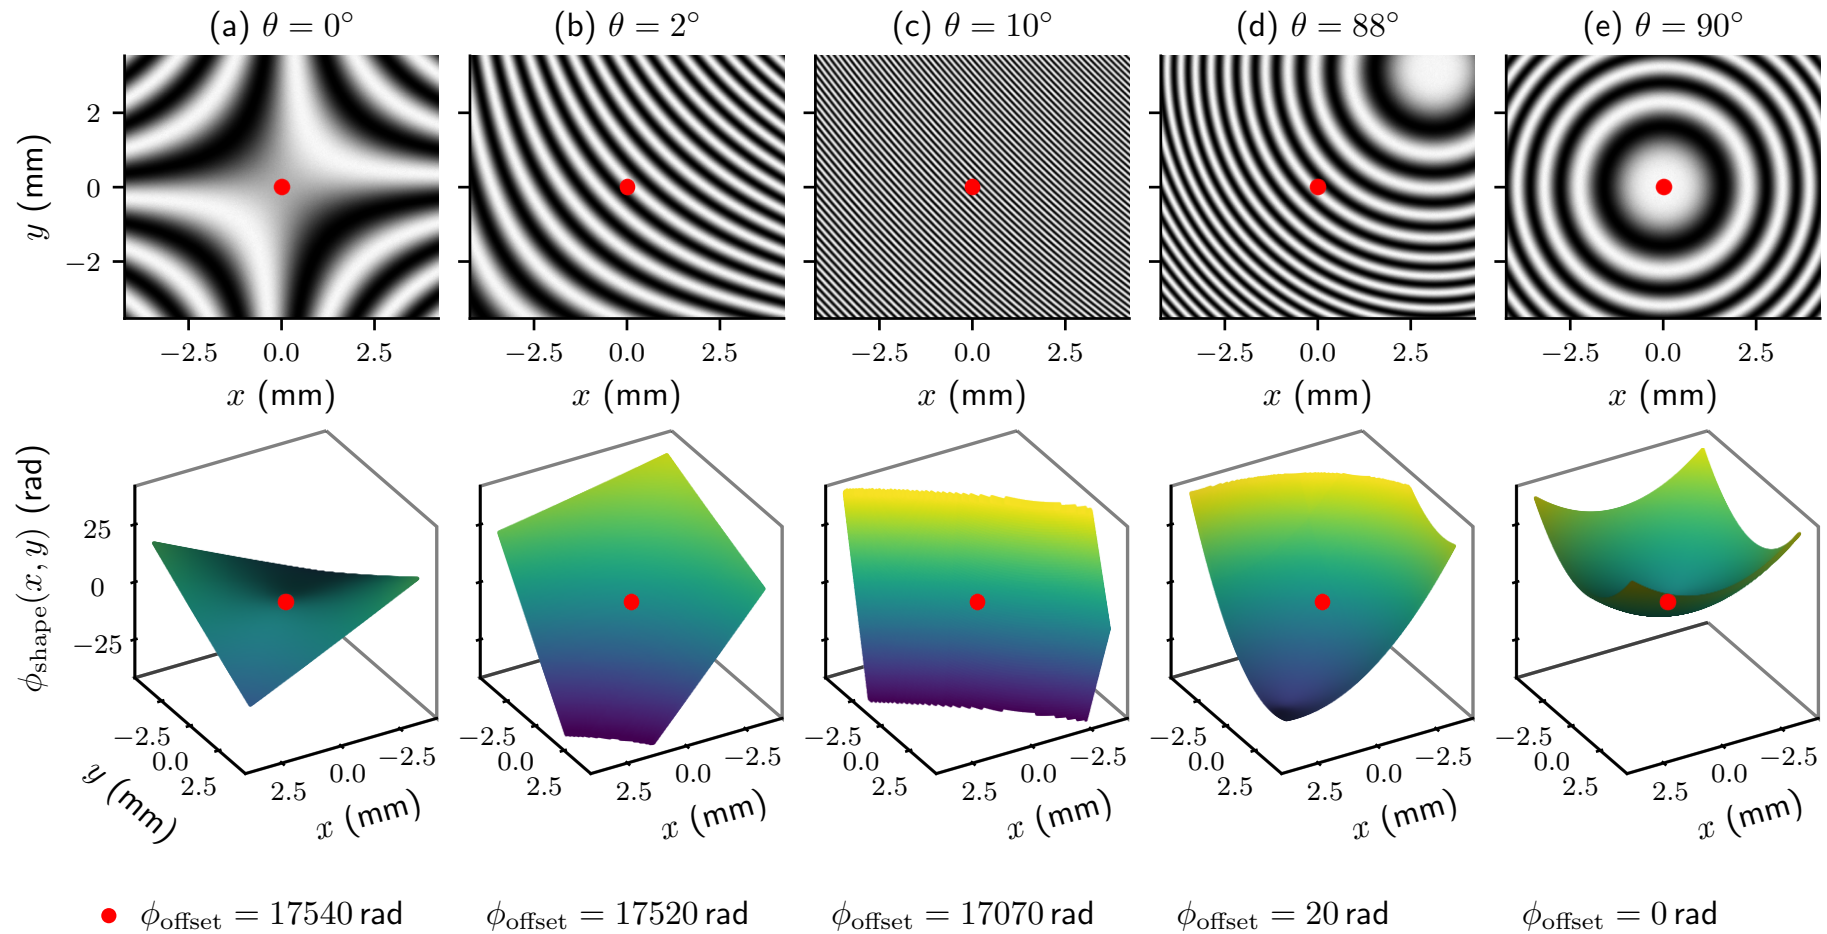 (a) θ = 0° (b) θ = 2° (c) θ = 10° (d) θ = 88° (e) θ = 90°
y (mm)
2
0
−2
−2.5 0.0 2.5 −2.5 0.0 2.5 −2.5 0.0 2.5 −2.5 0.0 2.5 −2.5 0.0 2.5
x (mm) x (mm) x (mm) x (mm) x (mm)
ϕshape(x, y) (rad)
25
0
−25
−2.5 −2.5 −2.5 −2.5 −2.5 −2.5 −2.5 −2.5 −2.5 −2.5
0.0 0.0 0.0 0.0 0.0 0.0 0.0 0.0 0.0 0.0
2.5 2.5 2.5 2.5 2.5 2.5 2.5 2.5 2.5 2.5
y (mm) x (mm) x (mm) x (mm) x (mm) x (mm)
ϕoffset = 17540 rad ϕoffset = 17520 rad ϕoffset = 17070 rad ϕoffset = 20 rad ϕoffset = 0 rad